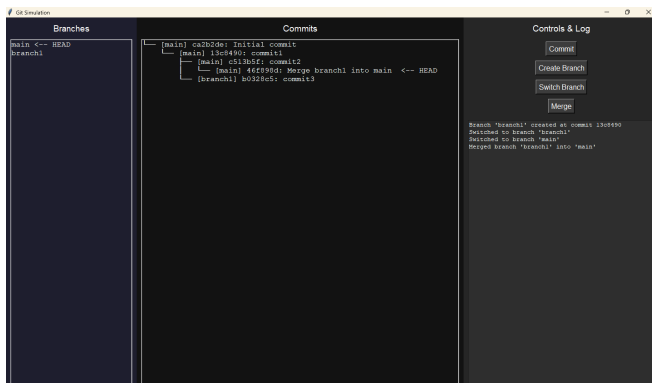 Git Simulation
Branches
main <-- HEAD
branch1
Commits
└── [main] ca2b2de: Initial commit
└── [main] 13c8490: commit1
├── [main] c513b5f: commit2
│ └── [main] 46f898d: Merge branch1 into main <-- HEAD
└── [branch1] b0328c5: commit3
Controls & Log
Commit
Create Branch
Switch Branch
Merge
Branch 'branch1' created at commit 13c8490
Switched to branch 'branch1'
Switched to branch 'main'
Merged branch 'branch1' into 'main'